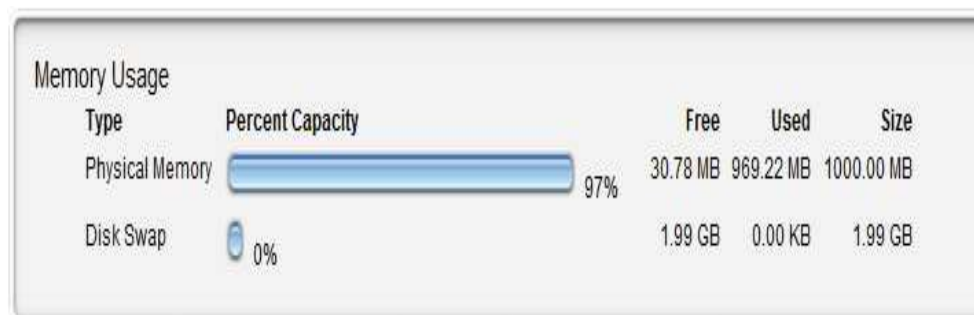 Memory Usage
Type Percent Capacity Free Used Size
Physical Memory 97% 30.78 MB 969.22 MB 1000.00 MB
Disk Swap 0% 1.99 GB 0.00 KB 1.99 GB